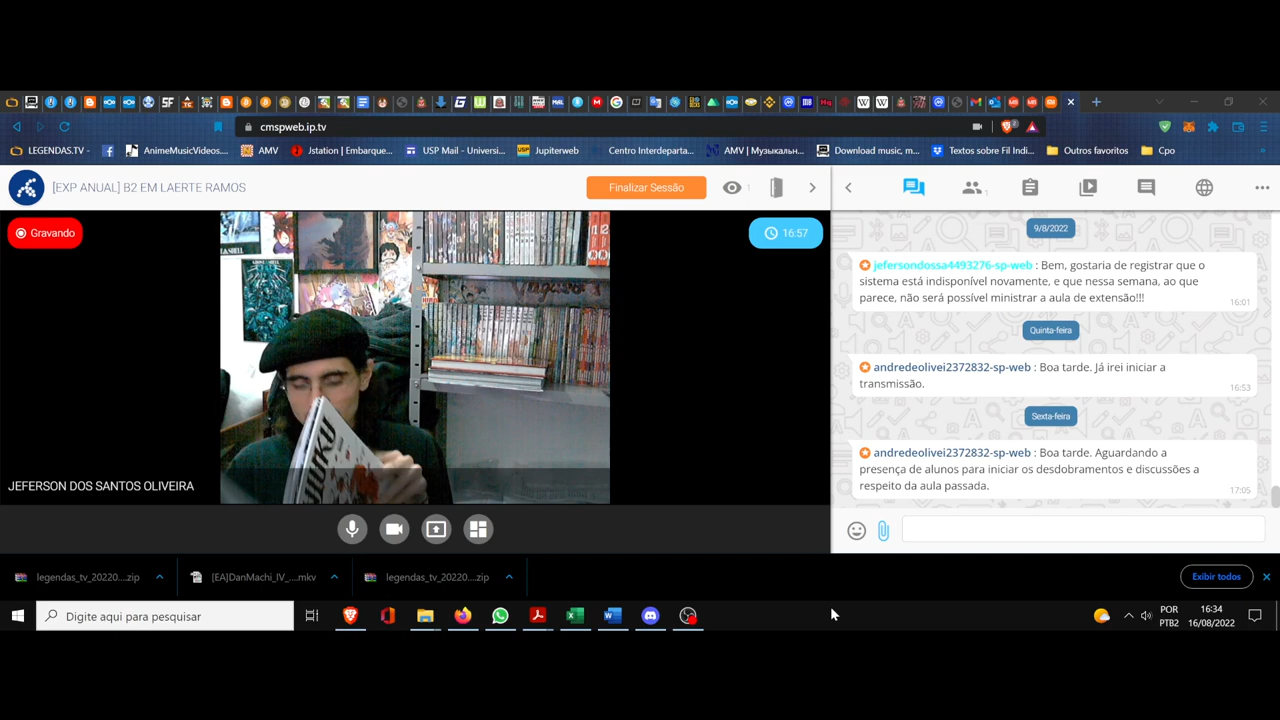 cmspweb.ip.tv
2
LEGENDAS.TV -
AnimeMusicVideos...
AMV
Jstation | Embarque...
USP Mail - Universi...
Jupiterweb
Centro Interdeparta...
AMV | Музыкальн...
Download music, m...
Textos sobre Fil Indi...
Outros favoritos
Cpo
[EXP ANUAL] B2 EM LAERTE RAMOS
Finalizar Sessão
1
1
Gravando
16:57
JEFERSON DOS SANTOS OLIVEIRA
9/8/2022
jefersondossa4493276-sp-web : Bem, gostaria de registrar que o
sistema está indisponível novamente, e que nessa semana, ao que
parece, não será possível ministrar a aula de extensão!!!
16:01
Quinta-feira
andredeolivei2372832-sp-web : Boa tarde. Já irei iniciar a
transmissão.
16:53
Sexta-feira
andredeolivei2372832-sp-web : Boa tarde. Aguardando a
presença de alunos para iniciar os desdobramentos e discussões a
respeito da aula passada.
17:05
legendas_tv_20220....zip
[EA]DanMachi_IV_....mkv
legendas_tv_20220....zip
Exibir todos
Digite aqui para pesquisar
POR
PTB2
16:34
16/08/2022